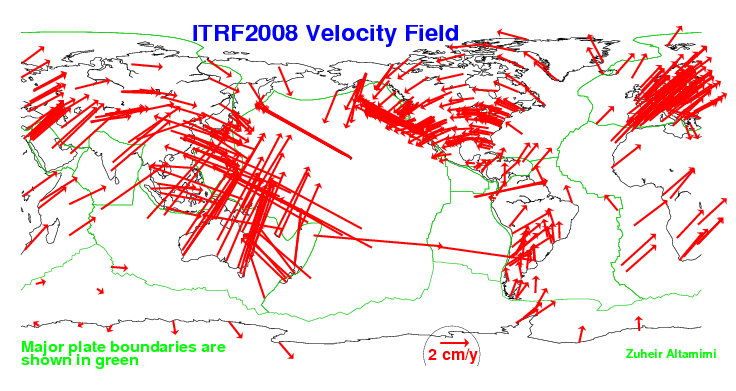 ITRF2008 Velocity Field
Major plate boundaries are
shown in green
2 cm/y
Zuheir Altamimi